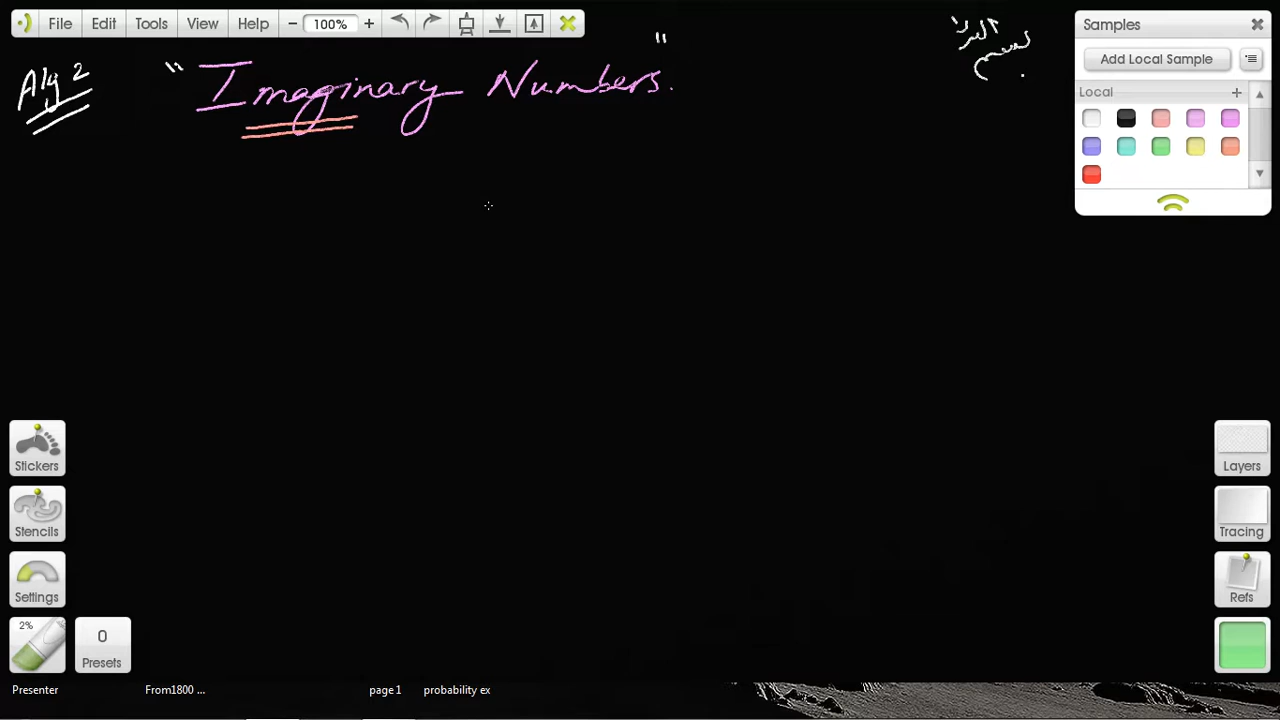 File Edit Tools View Help − 100% +
Samples
Alg 2
" Imaginary Numbers. "
Add Local Sample
Local
Stickers
Stencils
Settings
2%
0
Presets
Layers
Tracing
Refs
Presenter From1800 ... page 1 probability ex